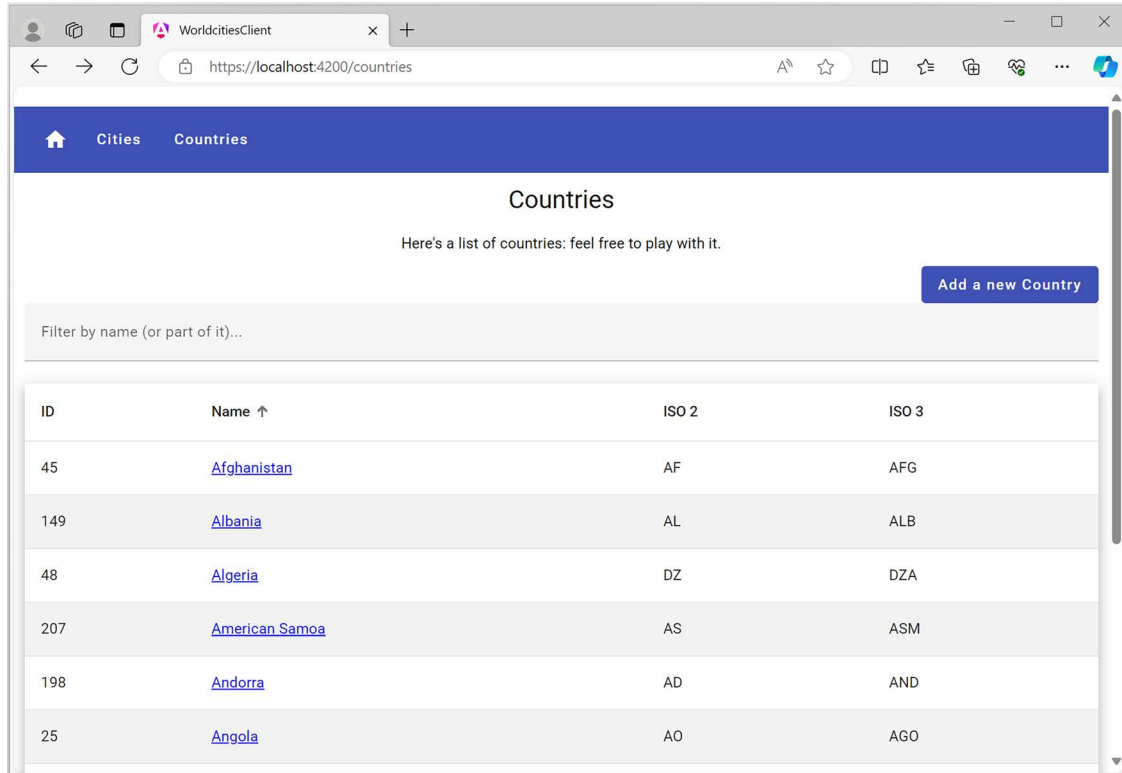 WorldcitiesClient
https://localhost:4200/countries
Cities Countries
Countries
Here's a list of countries: feel free to play with it.
Add a new Country
Filter by name (or part of it)...
ID Name ISO 2 ISO 3
45 Afghanistan AF AFG
149 Albania AL ALB
48 Algeria DZ DZA
207 American Samoa AS ASM
198 Andorra AD AND
25 Angola AO AGO